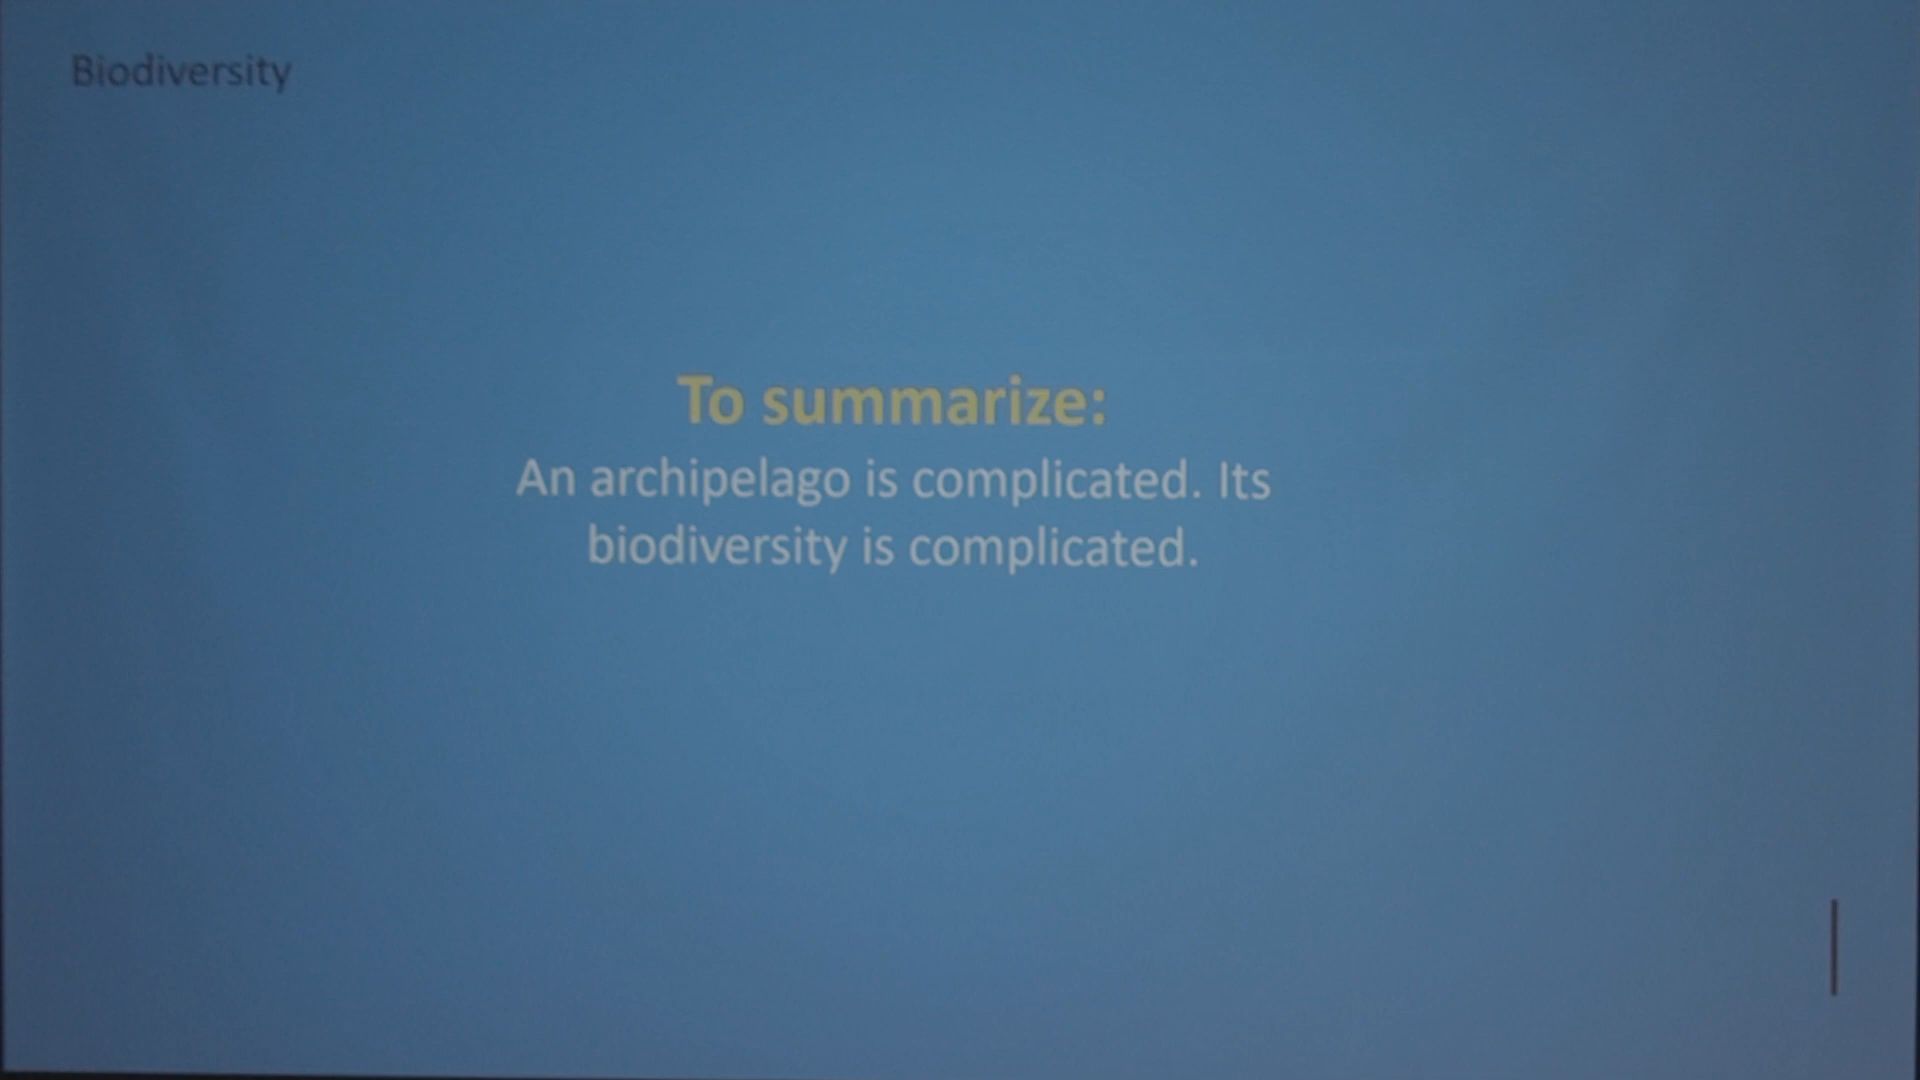 Biodiversity
To summarize:
An archipelago is complicated. Its
biodiversity is complicated.